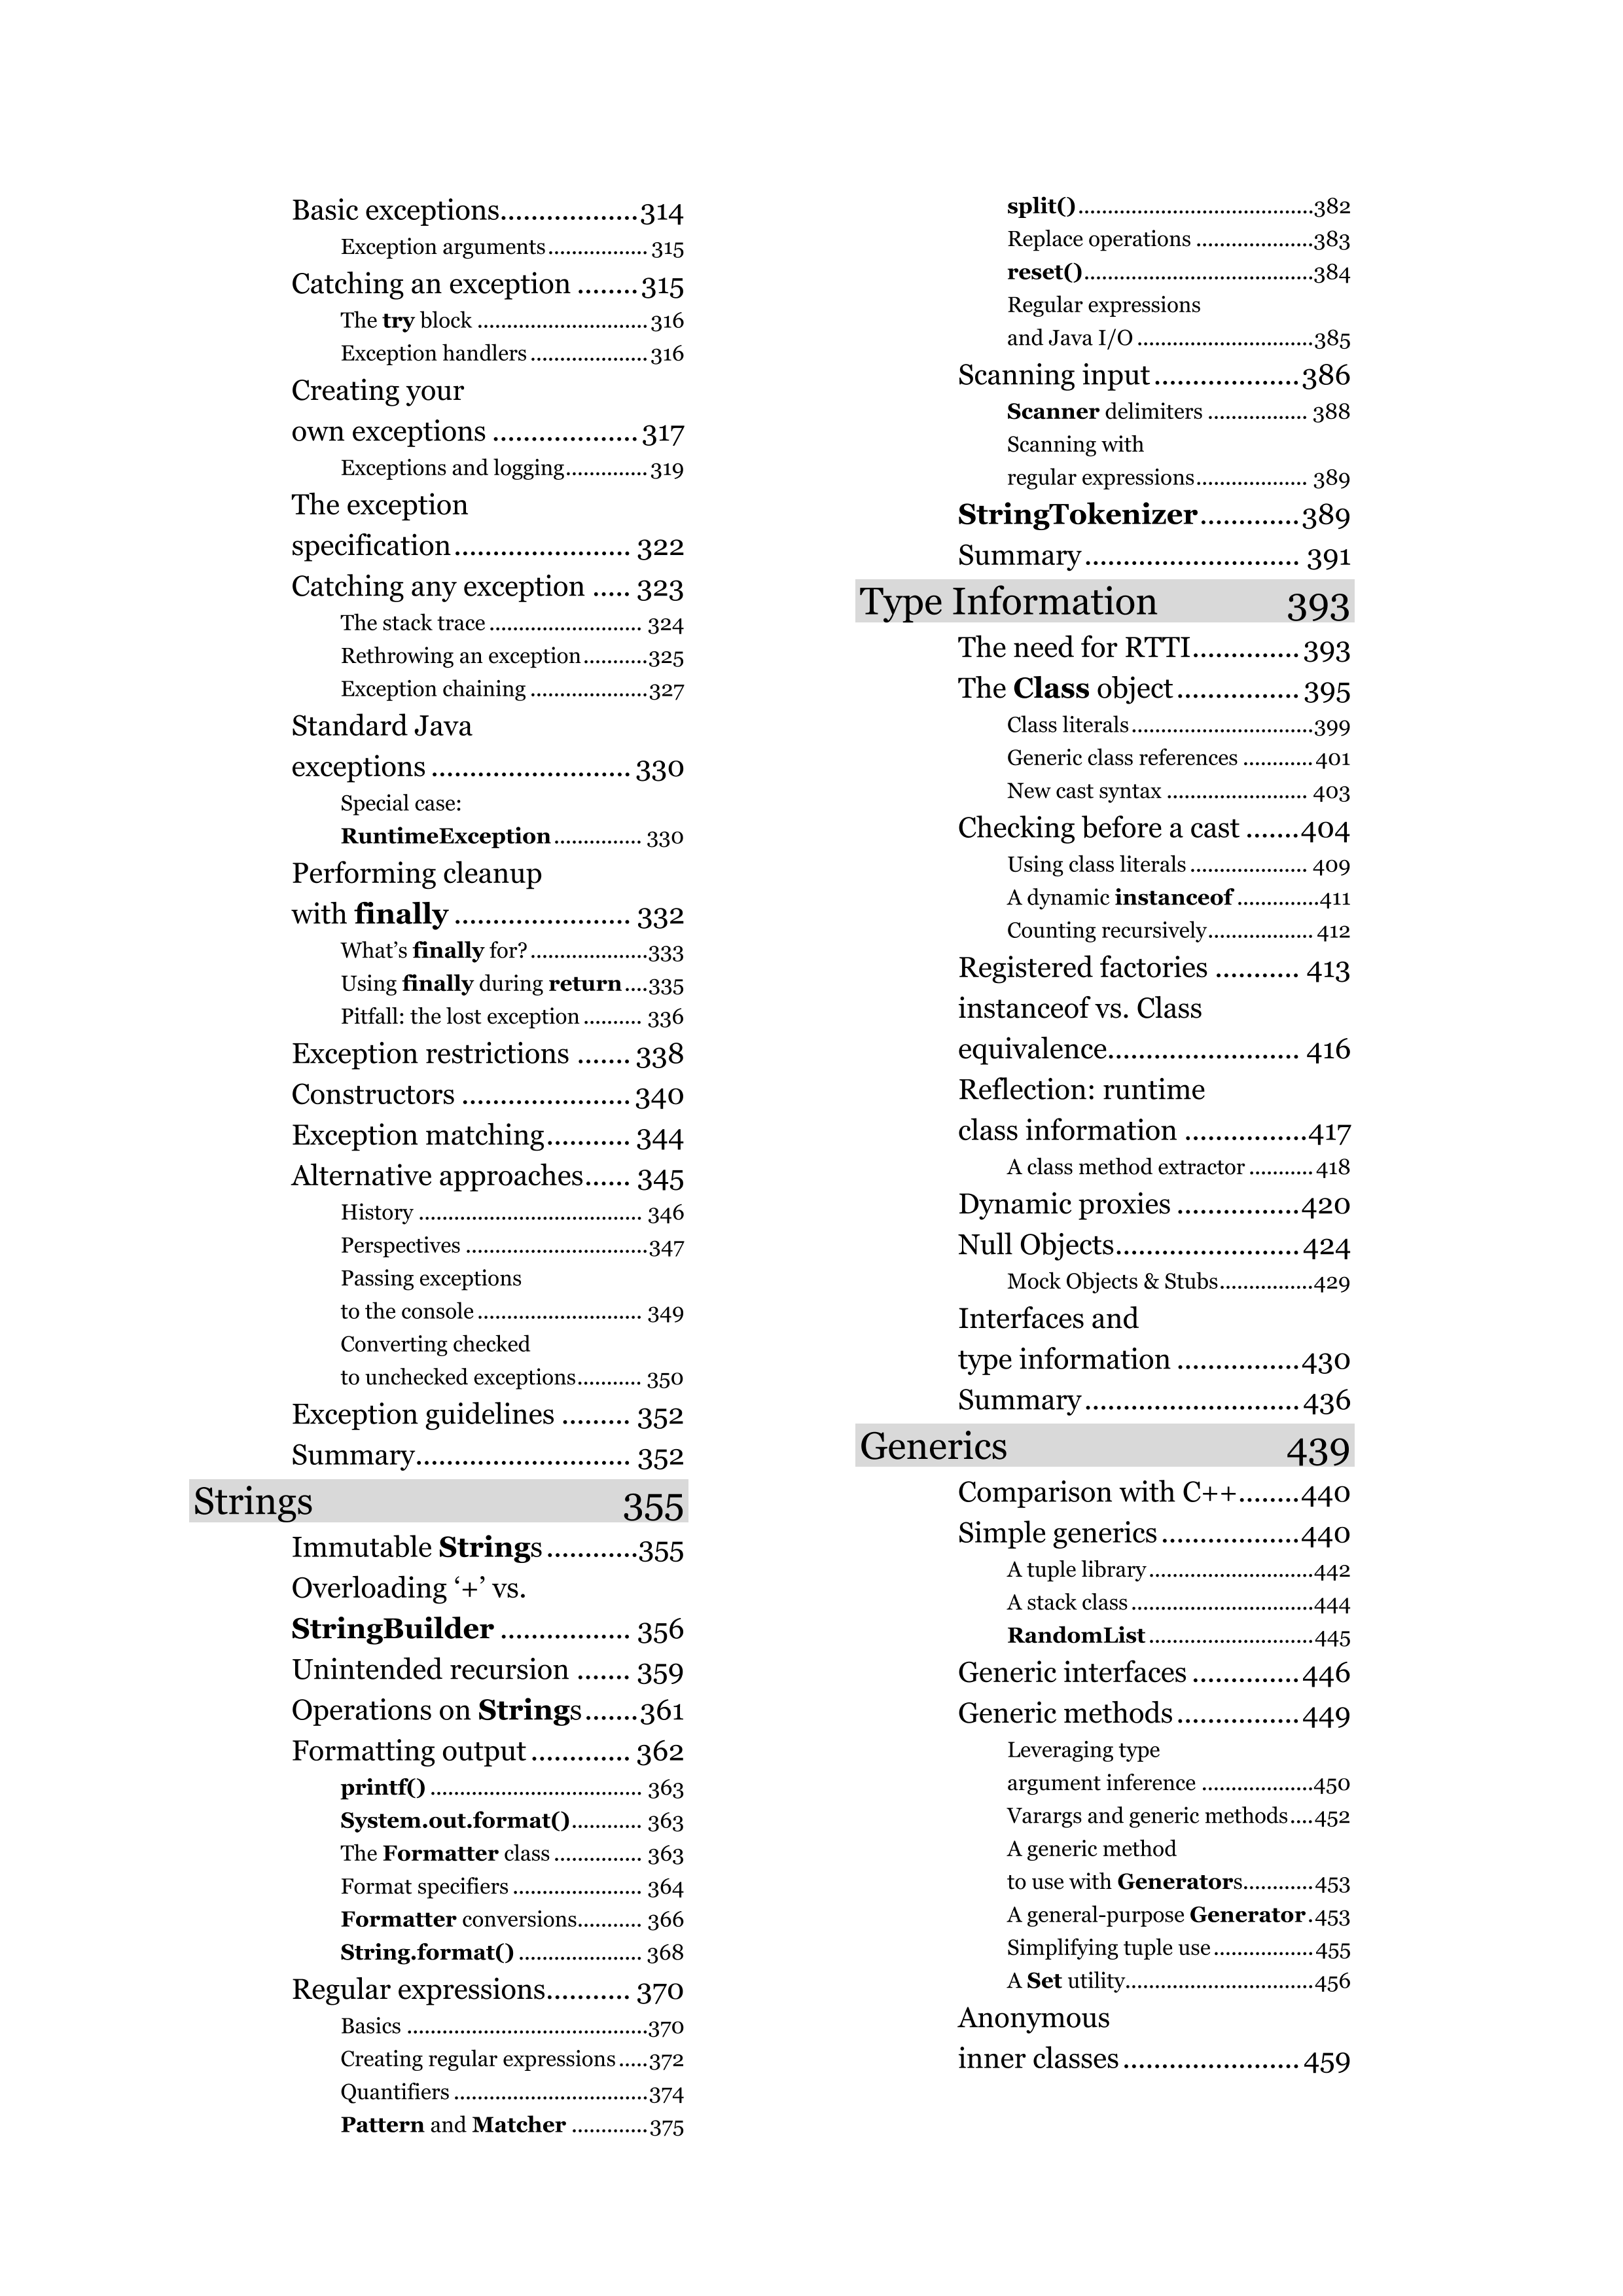 Basic exceptions...................314
Exception arguments................. 315
Catching an exception ........315
The try block .............................316
Exception handlers ....................316
Creating your
own exceptions ....................317
Exceptions and logging..............319
The exception
specification........................ 322
Catching any exception ..... 323
The stack trace .......................... 324
Rethrowing an exception...........325
Exception chaining ....................327
Standard Java
exceptions ........................... 330
Special case:
RuntimeException ............... 330
Performing cleanup
with finally ........................ 332
What’s finally for? ....................333
Using finally during return....335
Pitfall: the lost exception .......... 336
Exception restrictions ....... 338
Constructors ....................... 340
Exception matching........... 344
Alternative approaches...... 345
History ...................................... 346
Perspectives ...............................347
Passing exceptions
to the console ............................ 349
Converting checked
to unchecked exceptions........... 350
Exception guidelines ......... 352
Summary............................. 352
Strings 355
Immutable Strings ............355
Overloading ‘+’ vs.
StringBuilder ................. 356
Unintended recursion ....... 359
Operations on Strings.......361
Formatting output ............. 362
printf() .................................... 363
System.out.format()............ 363
The Formatter class ............... 363
Format specifiers ...................... 364
Formatter conversions........... 366
String.format() ..................... 368
Regular expressions........... 370
Basics .........................................370
Creating regular expressions .....372
Quantifiers .................................374
Pattern and Matcher .............375
split()........................................382
Replace operations ....................383
reset().......................................384
Regular expressions
and Java I/O ..............................385
Scanning input ....................386
Scanner delimiters ................. 388
Scanning with
regular expressions................... 389
StringTokenizer.............389
Summary............................. 391
Type Information 393
The need for RTTI..............393
The Class object ................ 395
Class literals...............................399
Generic class references ............401
New cast syntax ........................ 403
Checking before a cast .......404
Using class literals .................... 409
A dynamic instanceof ..............411
Counting recursively.................. 412
Registered factories ........... 413
instanceof vs. Class
equivalence.......................... 416
Reflection: runtime
class information ................417
A class method extractor ...........418
Dynamic proxies .................420
Null Objects.........................424
Mock Objects & Stubs................429
Interfaces and
type information .................430
Summary.............................436
Generics 439
Comparison with C++........440
Simple generics ...................440
A tuple library ............................442
A stack class ...............................444
RandomList ............................445
Generic interfaces ...............446
Generic methods .................449
Leveraging type
argument inference ...................450
Varargs and generic methods....452
A generic method
to use with Generators............453
A general-purpose Generator.453
Simplifying tuple use .................455
A Set utility................................456
Anonymous
inner classes ........................ 459